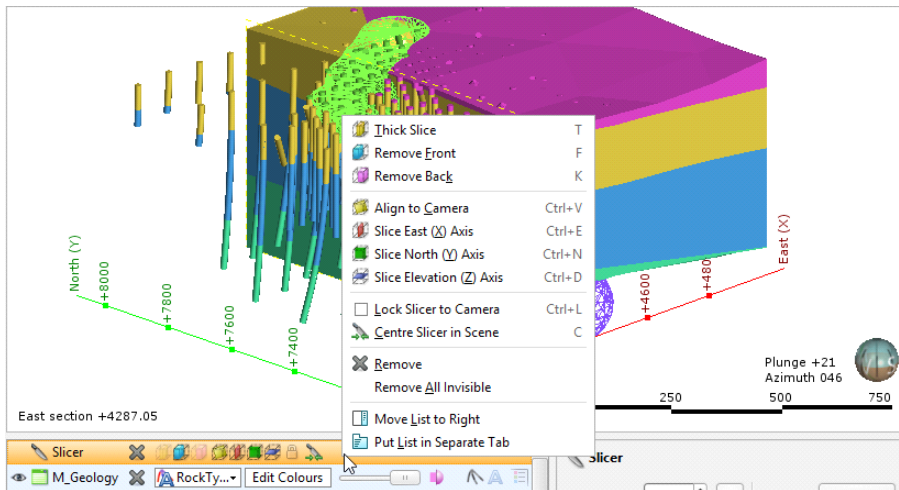 Thick Slice T
Remove Front F
Remove Back K
Align to Camera Ctrl+V
Slice East (X) Axis Ctrl+E
Slice North (Y) Axis Ctrl+N
Slice Elevation (Z) Axis Ctrl+D
Lock Slicer to Camera Ctrl+L
Centre Slicer in Scene C
Remove
Remove All Invisible
Move List to Right
Put List in Separate Tab
North (Y)
+8000
+7800
+7600
+7400
East (X)
+4600
+480
Plunge +21
Azimuth 046
250 500 750
East section +4287.05
Slicer
M_Geology RockTy... Edit Colours
Slicer